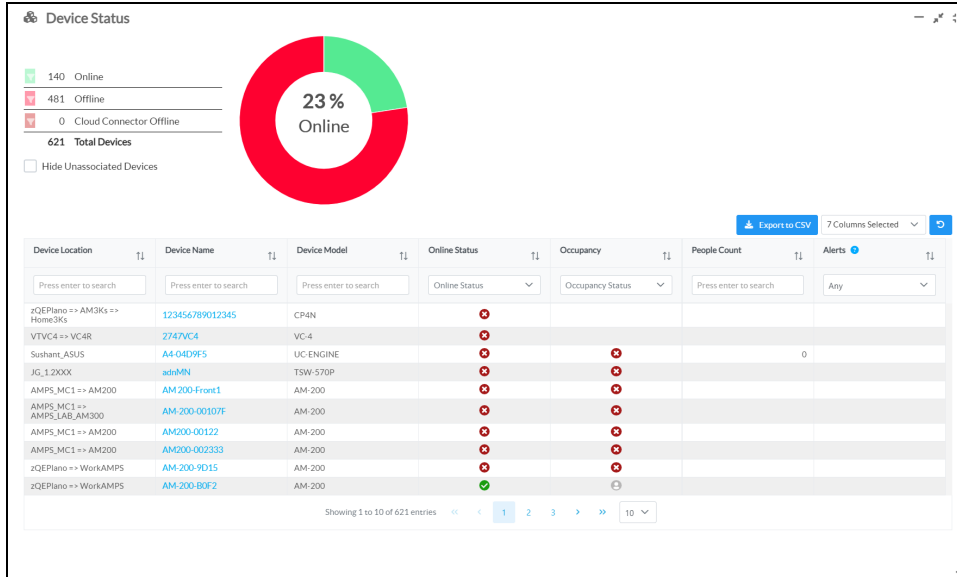 Device Status
140 Online
481 Offline
0 Cloud Connector Offline
621 Total Devices
Hide Unassociated Devices
23 %
Online
Export to CSV 7 Columns Selected
Device Location Device Name Device Model Online Status Occupancy People Count Alerts ?
Press enter to search Press enter to search Press enter to search Online Status Occupancy Status Press enter to search Any
zQEPlano => AM3Ks =>
Home3Ks 123456789012345 CP4N
VTVC4 => VC4R 2747VC4 VC-4
Sushant_ASUS A4-04D9F5 UC-ENGINE 0
JG_1.2XXX adnMN TSW-570P
AMPS_MC1 => AM200 AM 200-Front1 AM-200
AMPS_MC1 =>
AMPS_LAB_AM300 AM-200-00107F AM-200
AMPS_MC1 => AM200 AM200-00122 AM-200
AMPS_MC1 => AM200 AM200-002333 AM-200
zQEPlano => WorkAMPS AM-200-9D15 AM-200
zQEPlano => WorkAMPS AM-200-B0F2 AM-200
Showing 1 to 10 of 621 entries << < 1 2 3 > >> 10